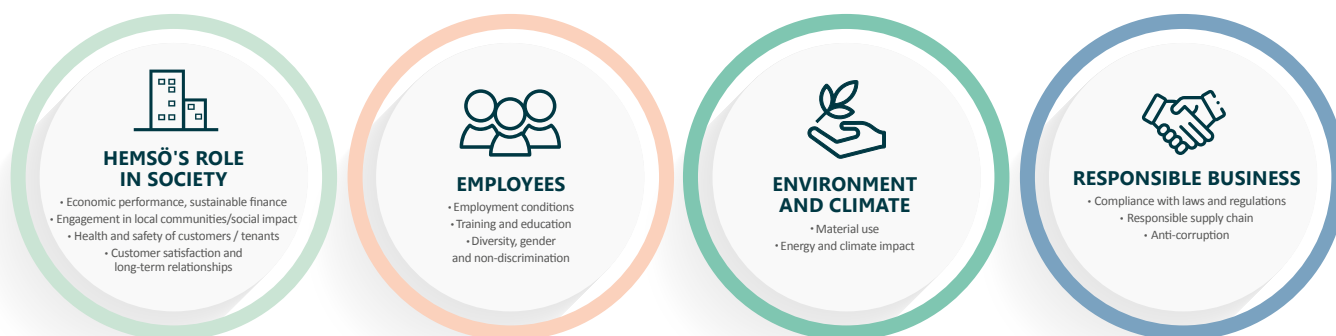 HEMSÖ'S ROLE
IN SOCIETY
• Economic performance, sustainable finance
• Engagement in local communities/social impact
• Health and safety of customers / tenants
• Customer satisfaction and
long-term relationships
EMPLOYEES
• Employment conditions
• Training and education
• Diversity, gender
and non-discrimination
ENVIRONMENT
AND CLIMATE
• Material use
• Energy and climate impact
RESPONSIBLE BUSINESS
• Compliance with laws and regulations
• Responsible supply chain
• Anti-corruption